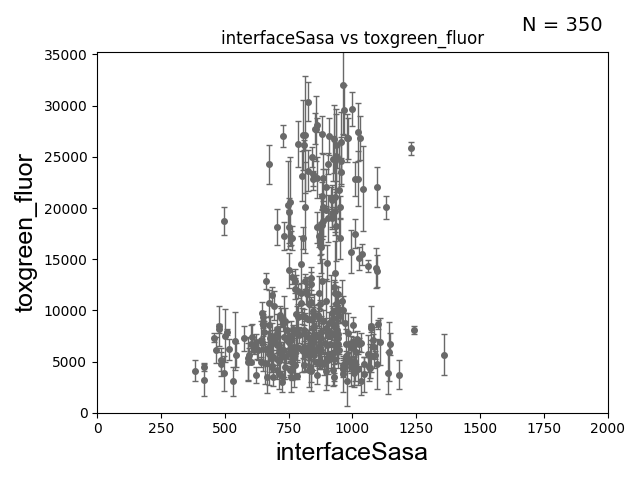 N = 350
interfaceSasa vs toxgreen_fluor
35000
30000
25000
20000
15000
10000
5000
0
toxgreen_fluor
0 250 500 750 1000 1250 1500 1750 2000
interfaceSasa